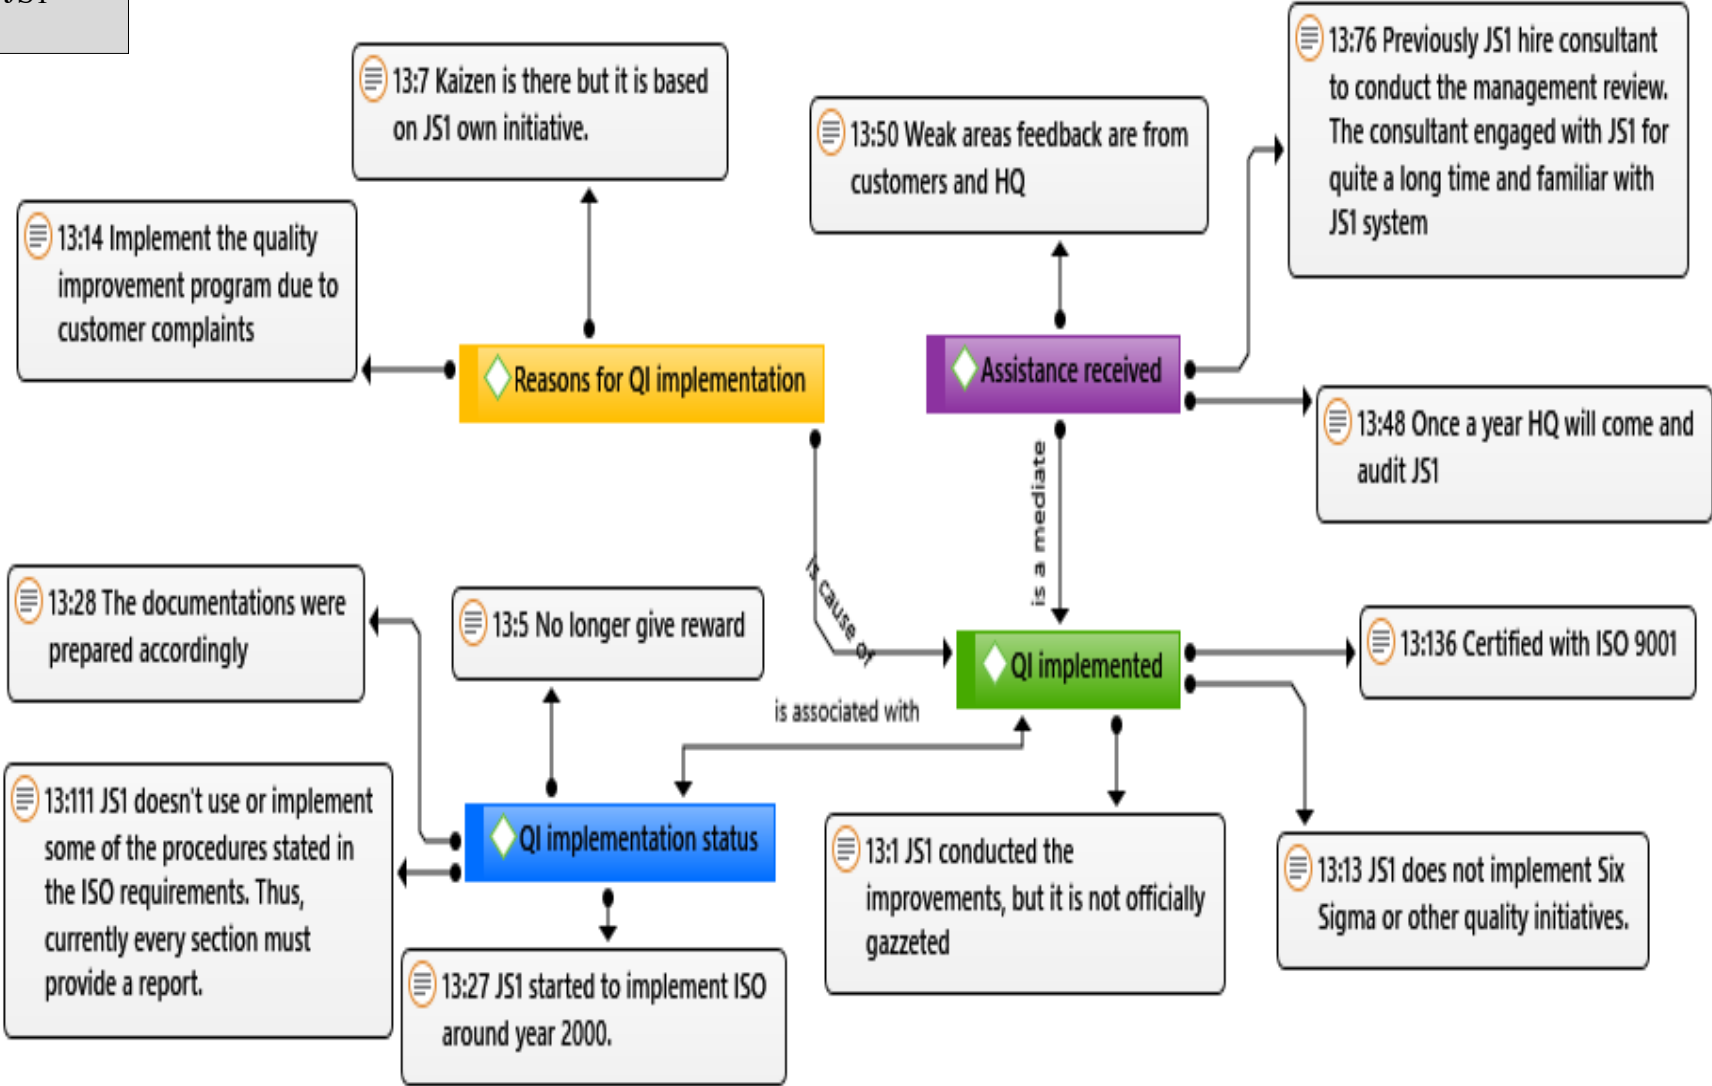 JS1
13:7 Kaizen is there but it is based
on JS1 own initiative.
13:14 Implement the quality
improvement program due to
customer complaints
13:50 Weak areas feedback are from
customers and HQ
13:76 Previously JS1 hire consultant
to conduct the management review.
The consultant engaged with JS1 for
quite a long time and familiar with
JS1 system
Reasons for QI implementation
Assistance received
13:48 Once a year HQ will come and
audit JS1
is cause of
is a mediate
13:28 The documentations were
prepared accordingly
13:5 No longer give reward
QI implemented
13:136 Certified with ISO 9001
is associated with
13:111 JS1 doesn't use or implement
some of the procedures stated in
the ISO requirements. Thus,
currently every section must
provide a report.
QI implementation status
13:27 JS1 started to implement ISO
around year 2000.
13:1 JS1 conducted the
improvements, but it is not officially
gazzeted
13:13 JS1 does not implement Six
Sigma or other quality initiatives.